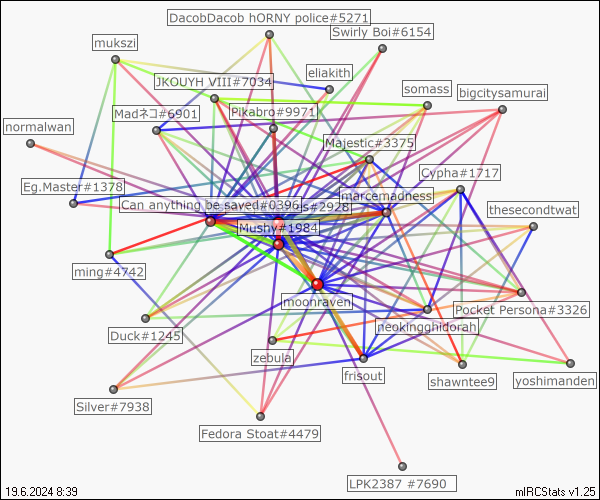 DacobDacob hORNY police#5271
Swirly Boi#6154
mukszi
eliakith
JKOUYH VIII#7034
somass
bigcitysamurai
Madネコ#6901
Pikabro#9971
normalwan
Majestic#3375
Cypha#1717
Eg.Master#1378
marcemadness
Can anything be saved#0396
#2928
thesecondtwat
Mushy#1984
ming#4742
moonraven
Pocket Persona#3326
neokingghidorah
Duck#1245
zebula
frisout
shawntee9
yoshimanden
Silver#7938
Fedora Stoat#4479
LPK2387 #7690
19.6.2024 8:39
mIRCStats v1.25